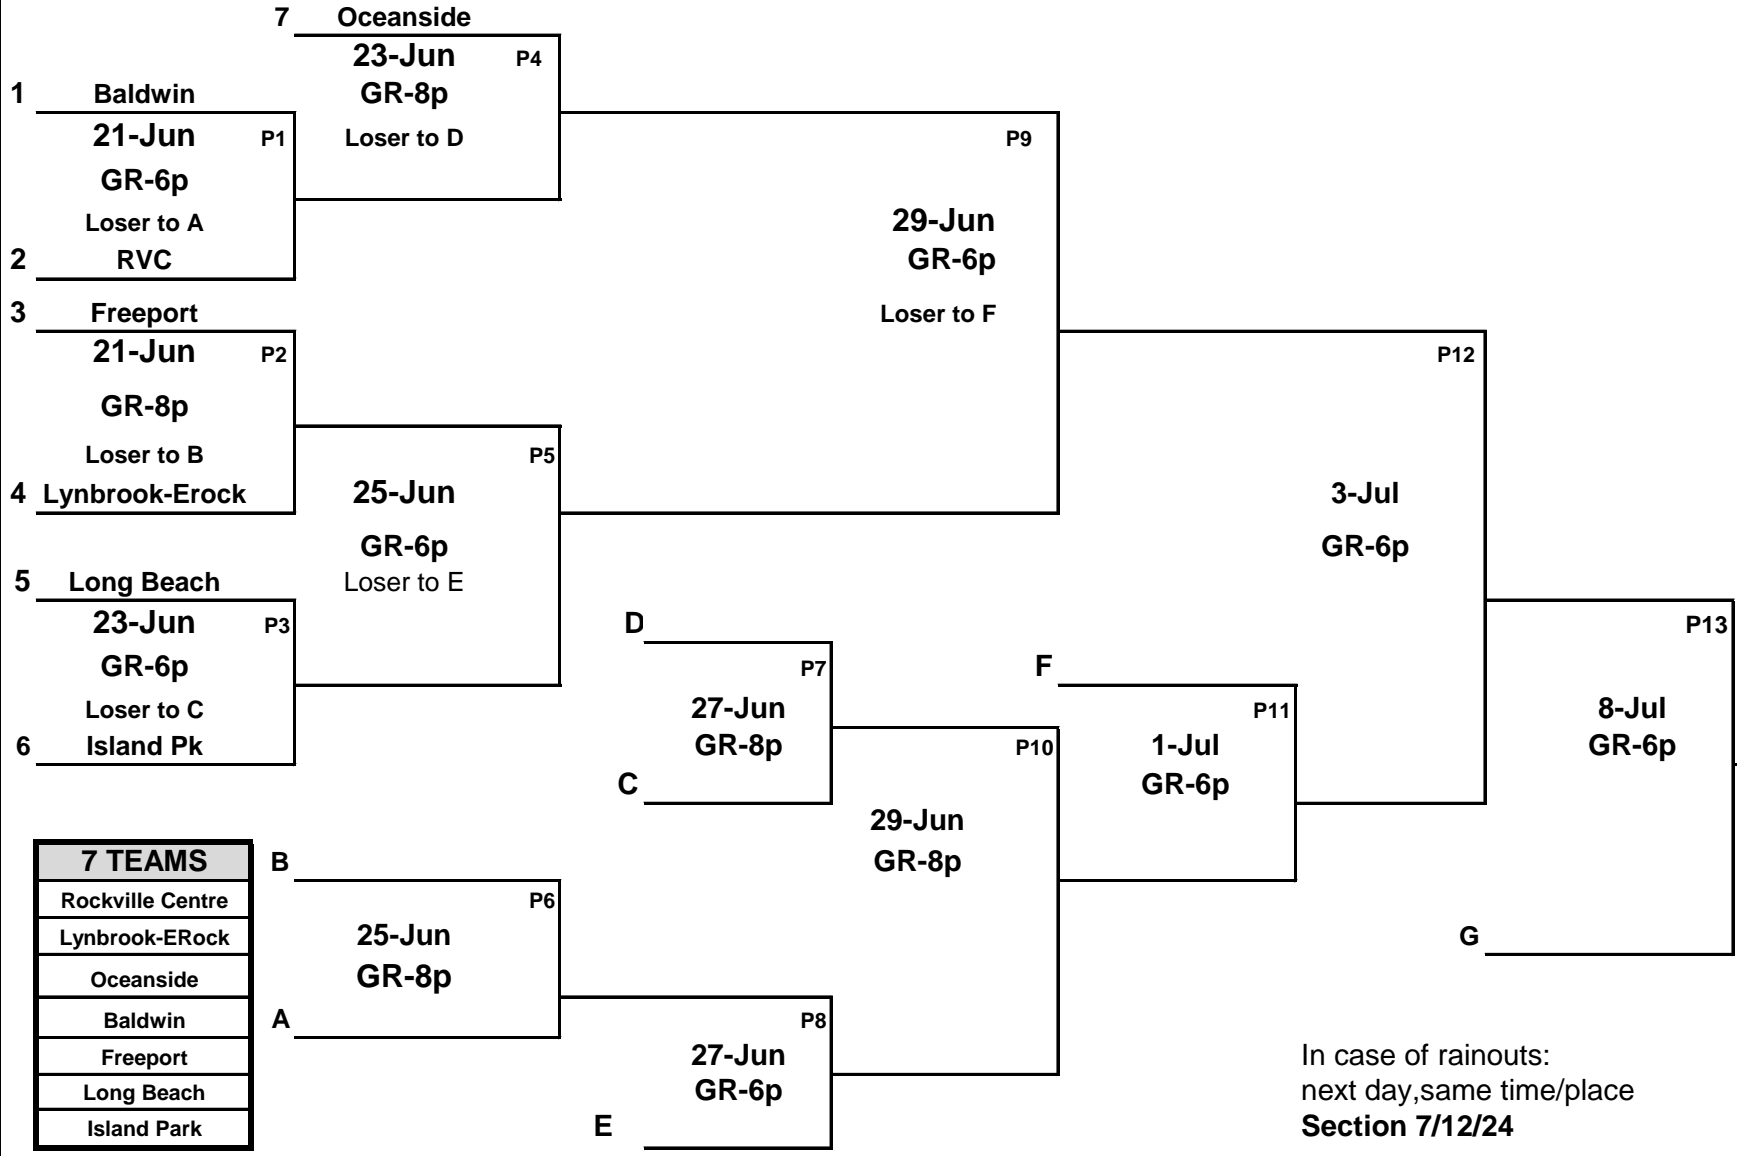 7 Oceanside
23-Jun P4
GR-8p
Loser to D
1 Baldwin
21-Jun P1
GR-6p
Loser to A
2 RVC
P9
29-Jun
GR-6p
Loser to F
3 Freeport
21-Jun P2
GR-8p
Loser to B
4 Lynbrook-Erock
P5
25-Jun
GR-6p
Loser to E
P12
3-Jul
GR-6p
5 Long Beach
23-Jun P3
GR-6p
Loser to C
6 Island Pk
D
P7
27-Jun
GR-8p
C
F
P11
1-Jul
GR-6p
P13
8-Jul
GR-6p
P10
29-Jun
GR-8p
7 TEAMS
Rockville Centre
Lynbrook-ERock
Oceanside
Baldwin
Freeport
Long Beach
Island Park
B
P6
25-Jun
GR-8p
A
P8
27-Jun
GR-6p
E
G
In case of rainouts:
next day,same time/place
Section 7/12/24